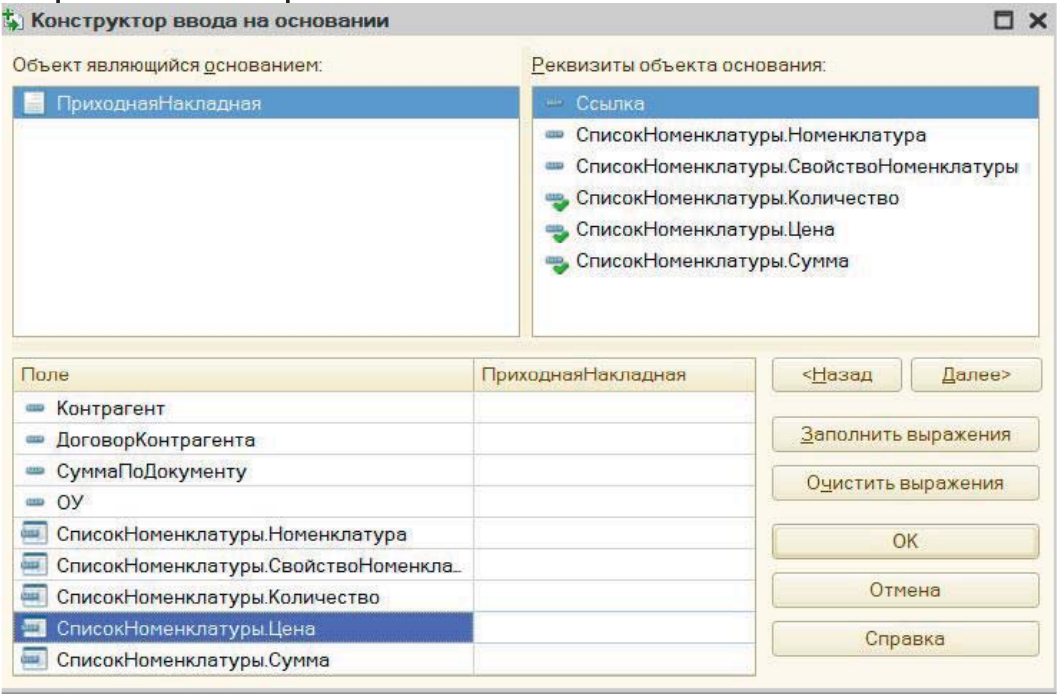 Конструктор ввода на основании
Объект являющийся основанием:
Реквизиты объекта основания:
ПриходнаяНакладная
Ссылка
СписокНоменклатуры.Номенклатура
СписокНоменклатуры.СвойствоНоменклатуры
СписокНоменклатуры.Количество
СписокНоменклатуры.Цена
СписокНоменклатуры.Сумма
Поле
ПриходнаяНакладная
Контрагент
ДоговорКонтрагента
СуммаПоДокументу
ОУ
СписокНоменклатуры.Номенклатура
СписокНоменклатуры.СвойствоНоменкла...
СписокНоменклатуры.Количество
СписокНоменклатуры.Цена
СписокНоменклатуры.Сумма
<Назад
Далее>
Заполнить выражения
Очистить выражения
ОК
Отмена
Справка